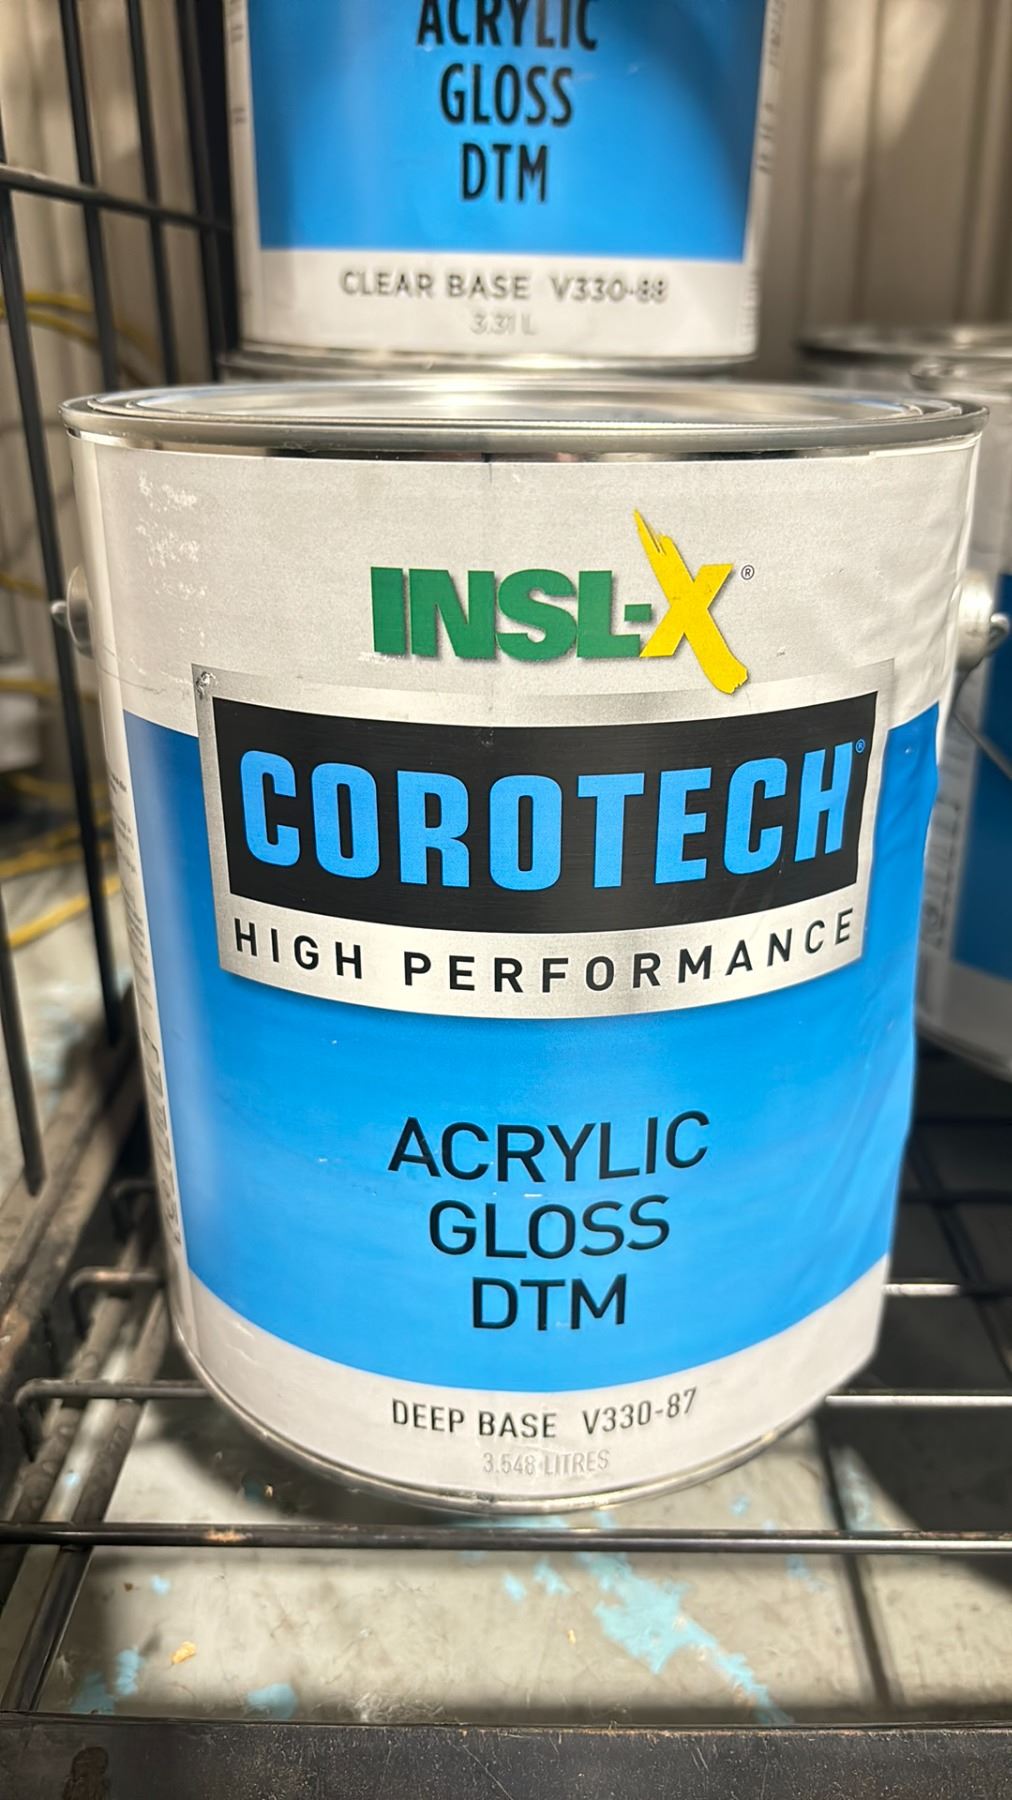 ACRYLIC
GLOSS
DTM
CLEAR BASE V330-88
3.31 L
INSL-X®
COROTECH®
HIGH PERFORMANCE
ACRYLIC
GLOSS
DTM
DEEP BASE V330-87
3.548 LITRES